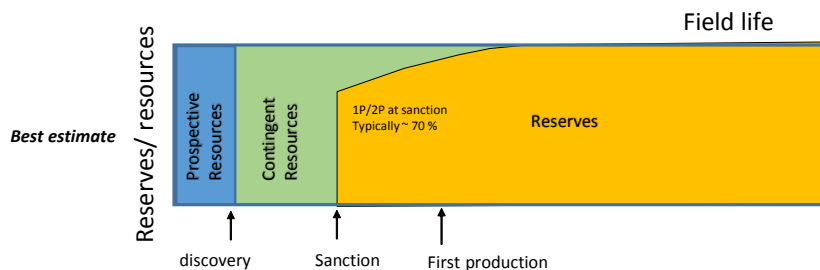 Field life
Reserves/ resources
Best estimate
Prospective
Resources
Contingent
Resources
1P/2P at sanction
Typically ~ 70 %
Reserves
discovery
Sanction
First production